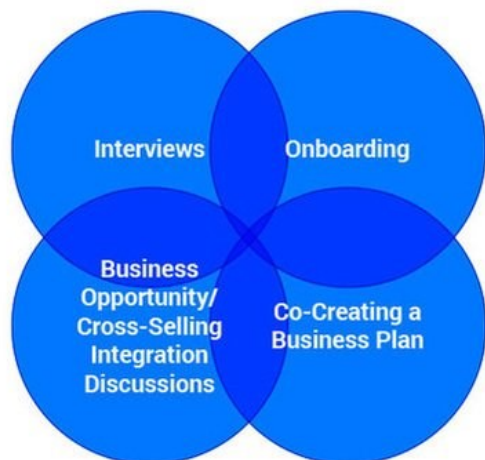 Interviews
Onboarding
Business
Opportunity/
Cross-Selling
Integration
Discussions
Co-Creating a
Business Plan